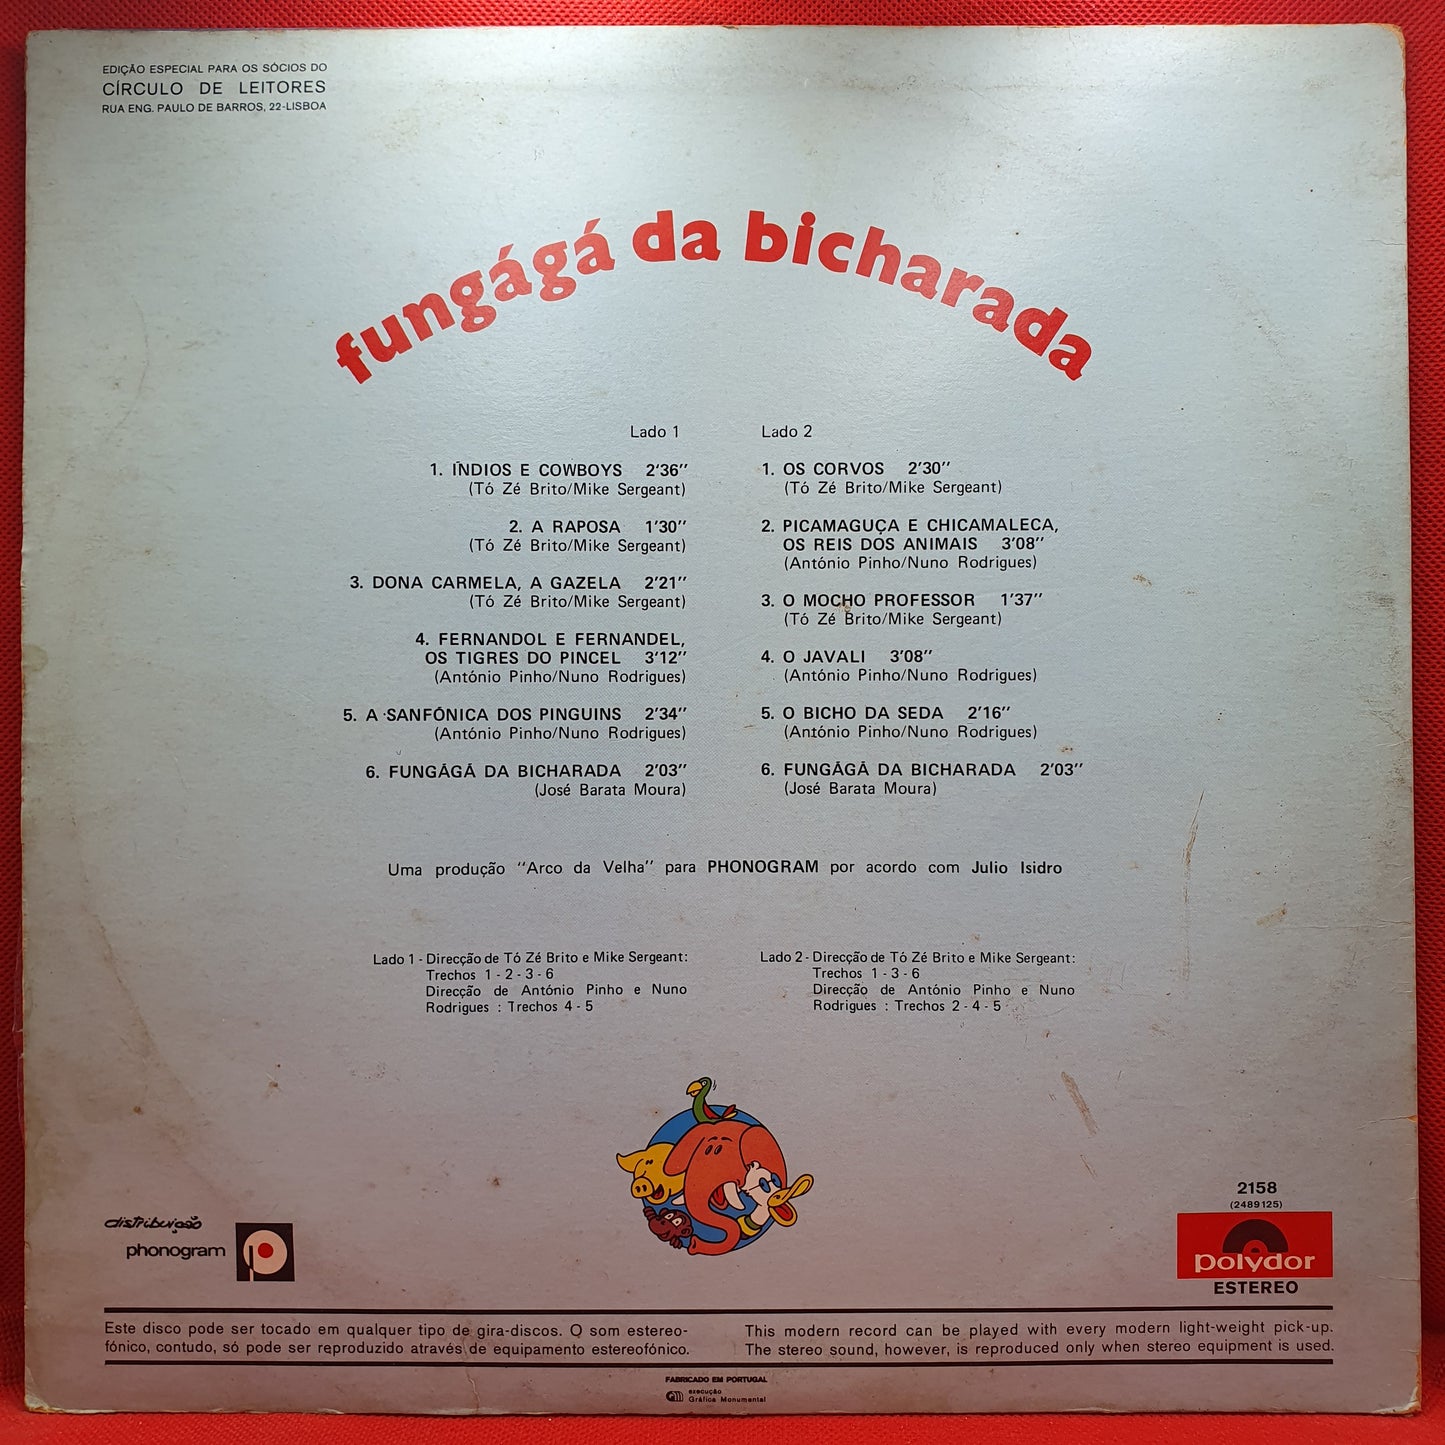 EDIÇÃO ESPECIAL PARA OS SÓCIOS DO
CÍRCULO DE LEITORES
RUA ENG. PAULO DE BARROS, 22-LISBOA
fungágá da bicharada
Lado 1
1. ÍNDIOS E COWBOYS 2'36''
(Tó Zé Brito/Mike Sergeant)
2. A RAPOSA 1'30''
(Tó Zé Brito/Mike Sergeant)
3. DONA CARMELA, A GAZELA 2'21''
(Tó Zé Brito/Mike Sergeant)
4. FERNANDOL E FERNANDEL,
OS TIGRES DO PINCEL 3'12''
(António Pinho/Nuno Rodrigues)
5. A SANFÓNICA DOS PINGUINS 2'34''
(António Pinho/Nuno Rodrigues)
6. FUNGÁGÁ DA BICHARADA 2'03''
(José Barata Moura)
Lado 2
1. OS CORVOS 2'30''
(Tó Zé Brito/Mike Sergeant)
2. PICAMAGUÇA E CHICAMALECA,
OS REIS DOS ANIMAIS 3'08''
(António Pinho/Nuno Rodrigues)
3. O MOCHO PROFESSOR 1'37''
(Tó Zé Brito/Mike Sergeant)
4. O JAVALI 3'08''
(António Pinho/Nuno Rodrigues)
5. O BICHO DA SEDA 2'16''
(António Pinho/Nuno Rodrigues)
6. FUNGÁGÁ DA BICHARADA 2'03''
(José Barata Moura)
Uma produção ''Arco da Velha'' para PHONOGRAM por acordo com Julio Isidro
Lado 1 - Direcção de Tó Zé Brito e Mike Sergeant:
Trechos 1 - 2 - 3 - 6
Direcção de António Pinho e Nuno
Rodrigues : Trechos 4 - 5
Lado 2 - Direcção de Tó Zé Brito e Mike Sergeant:
Trechos 1 - 3 - 6
Direcção de António Pinho e Nuno
Rodrigues : Trechos 2 - 4 - 5
distribuição
phonogram
2158
(2489125)
polydor
ESTEREO
Este disco pode ser tocado em qualquer tipo de gira-discos. O som estereo-
fónico, contudo, só pode ser reproduzido através de equipamento estereofónico.
This modern record can be played with every modern light-weight pick-up.
The stereo sound, however, is reproduced only when stereo equipment is used.
FABRICADO EM PORTUGAL
execução
Gráfica Monumental